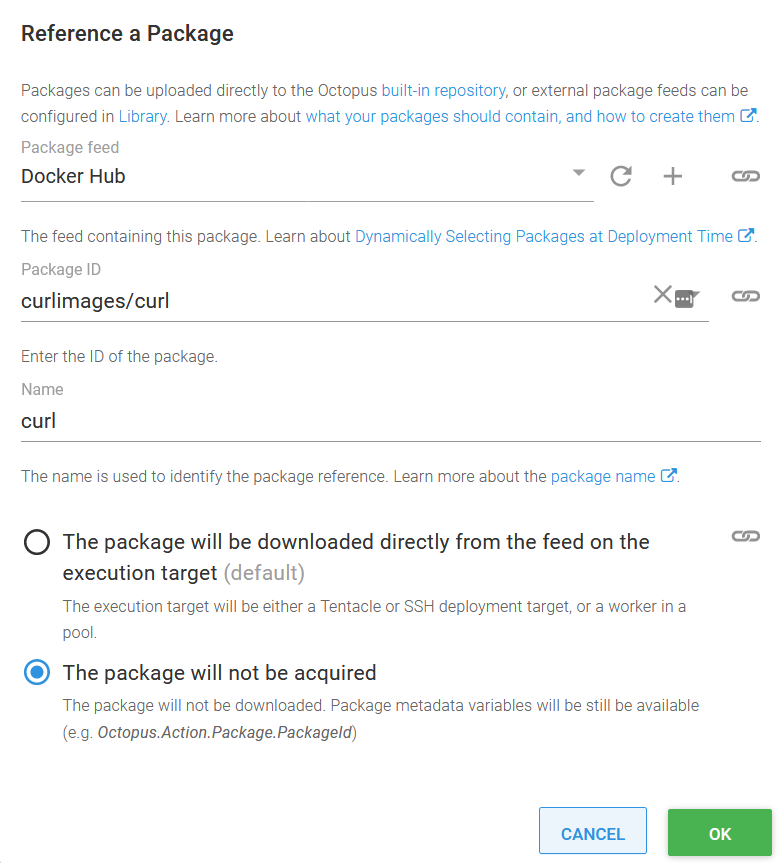 Reference a Package
Packages can be uploaded directly to the Octopus built-in repository, or external package feeds can be
configured in Library. Learn more about what your packages should contain, and how to create them.
Package feed
Docker Hub
The feed containing this package. Learn about Dynamically Selecting Packages at Deployment Time.
Package ID
curlimages/curl
Enter the ID of the package.
Name
curl
The name is used to identify the package reference. Learn more about the package name.
The package will be downloaded directly from the feed on the
execution target (default)
The execution target will be either a Tentacle or SSH deployment target, or a worker in a
pool.
The package will not be acquired
The package will not be downloaded. Package metadata variables will be still be available
(e.g. Octopus.Action.Package.PackageId)
CANCEL
OK